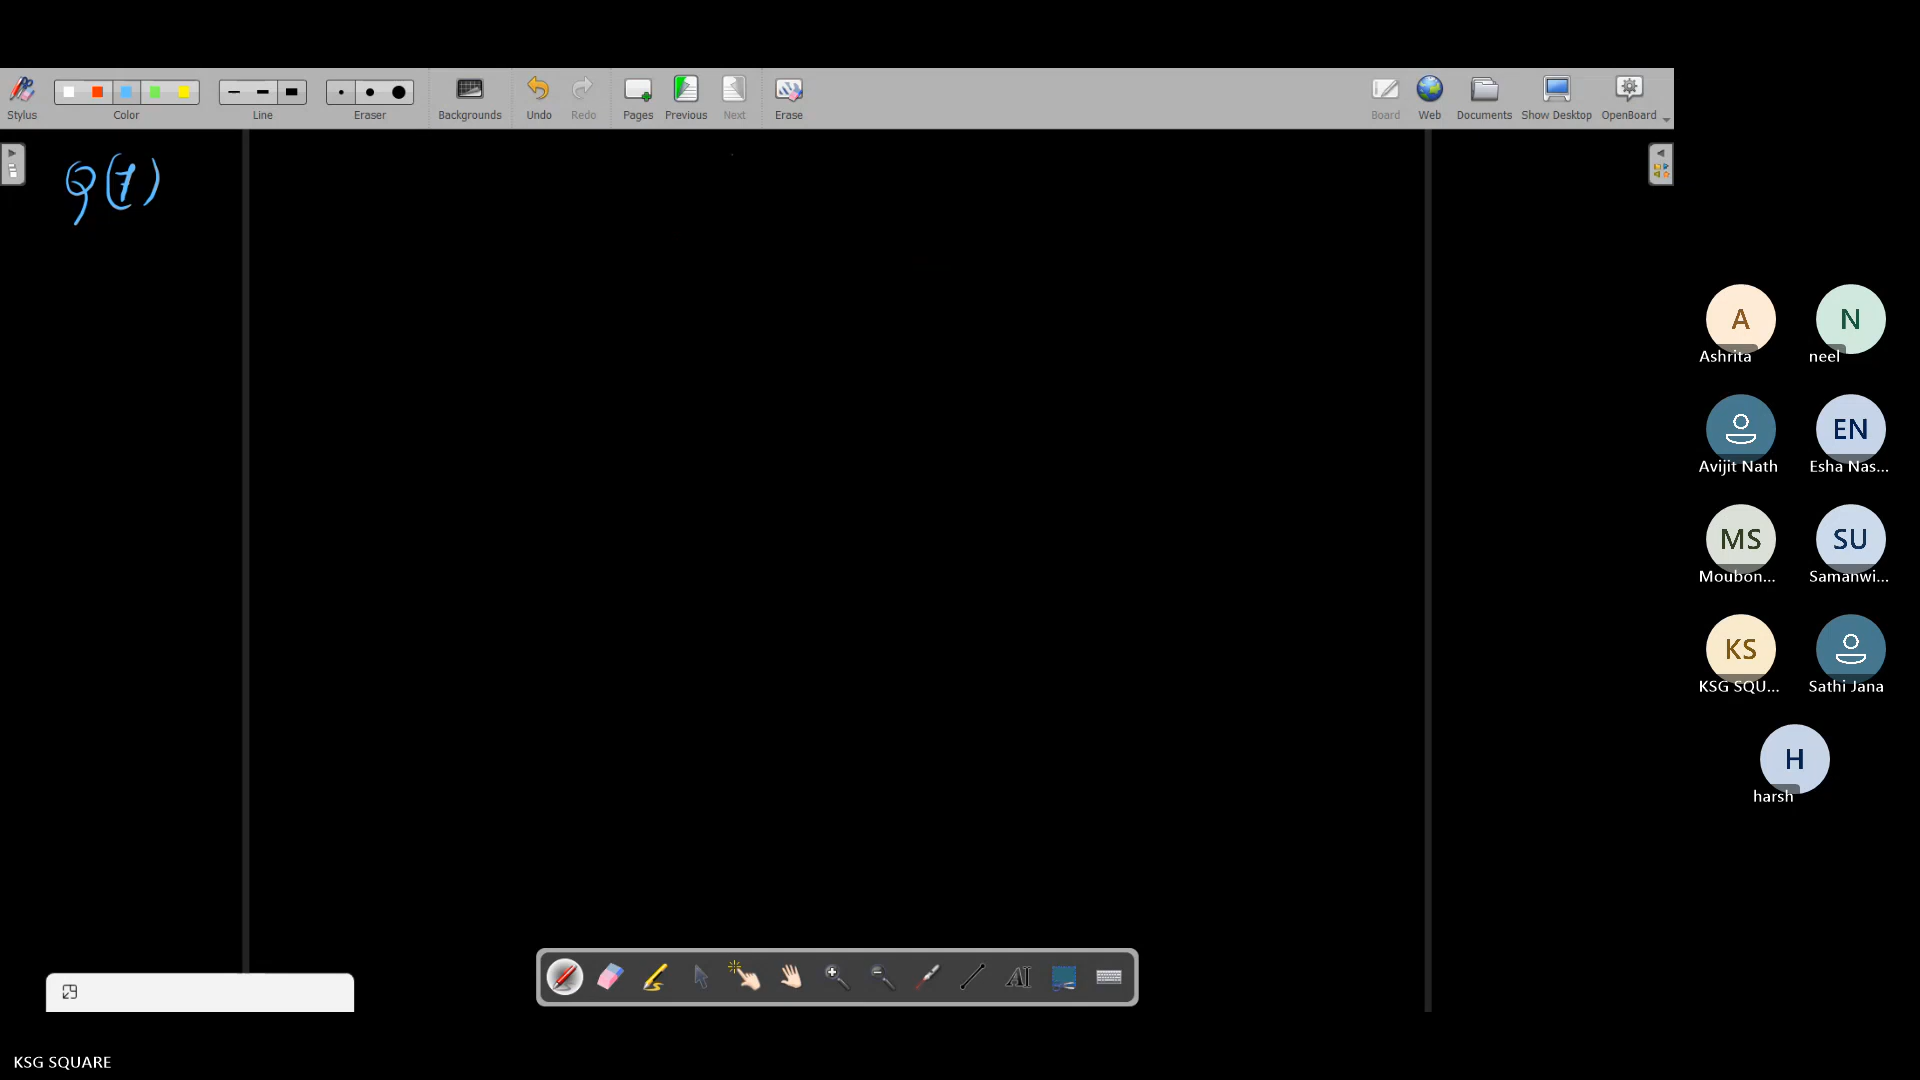 Stylus
Color
Line
Eraser
Backgrounds
Undo
Redo
Pages
Previous
Next
Erase
Board
Web
Documents
Show Desktop
OpenBoard
Q(7)
A
Ashrita
N
neel
Avijit Nath
EN
Esha Nas...
MS
Moubon...
SU
Samanwi...
KS
KSG SQU...
Sathi Jana
H
harsh
AI
KSG SQUARE